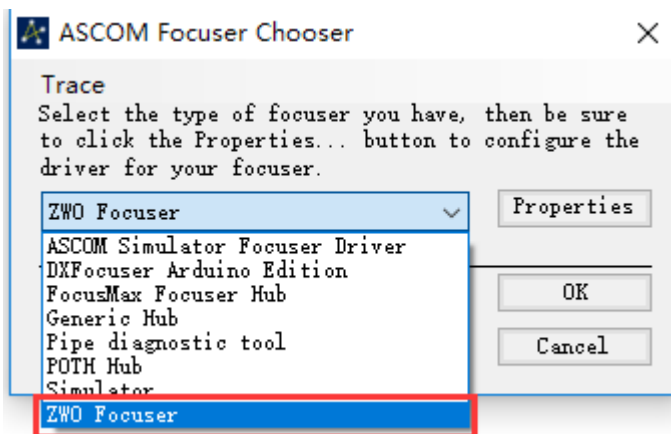 ASCOM Focuser Chooser
Trace
Select the type of focuser you have, then be sure
to click the Properties... button to configure the
driver for your focuser.
ZWO Focuser
Properties
ASCOM Simulator Focuser Driver
DXFocuser Arduino Edition
FocusMax Focuser Hub
Generic Hub
Pipe diagnostic tool
POTH Hub
Simulator
ZWO Focuser
OK
Cancel